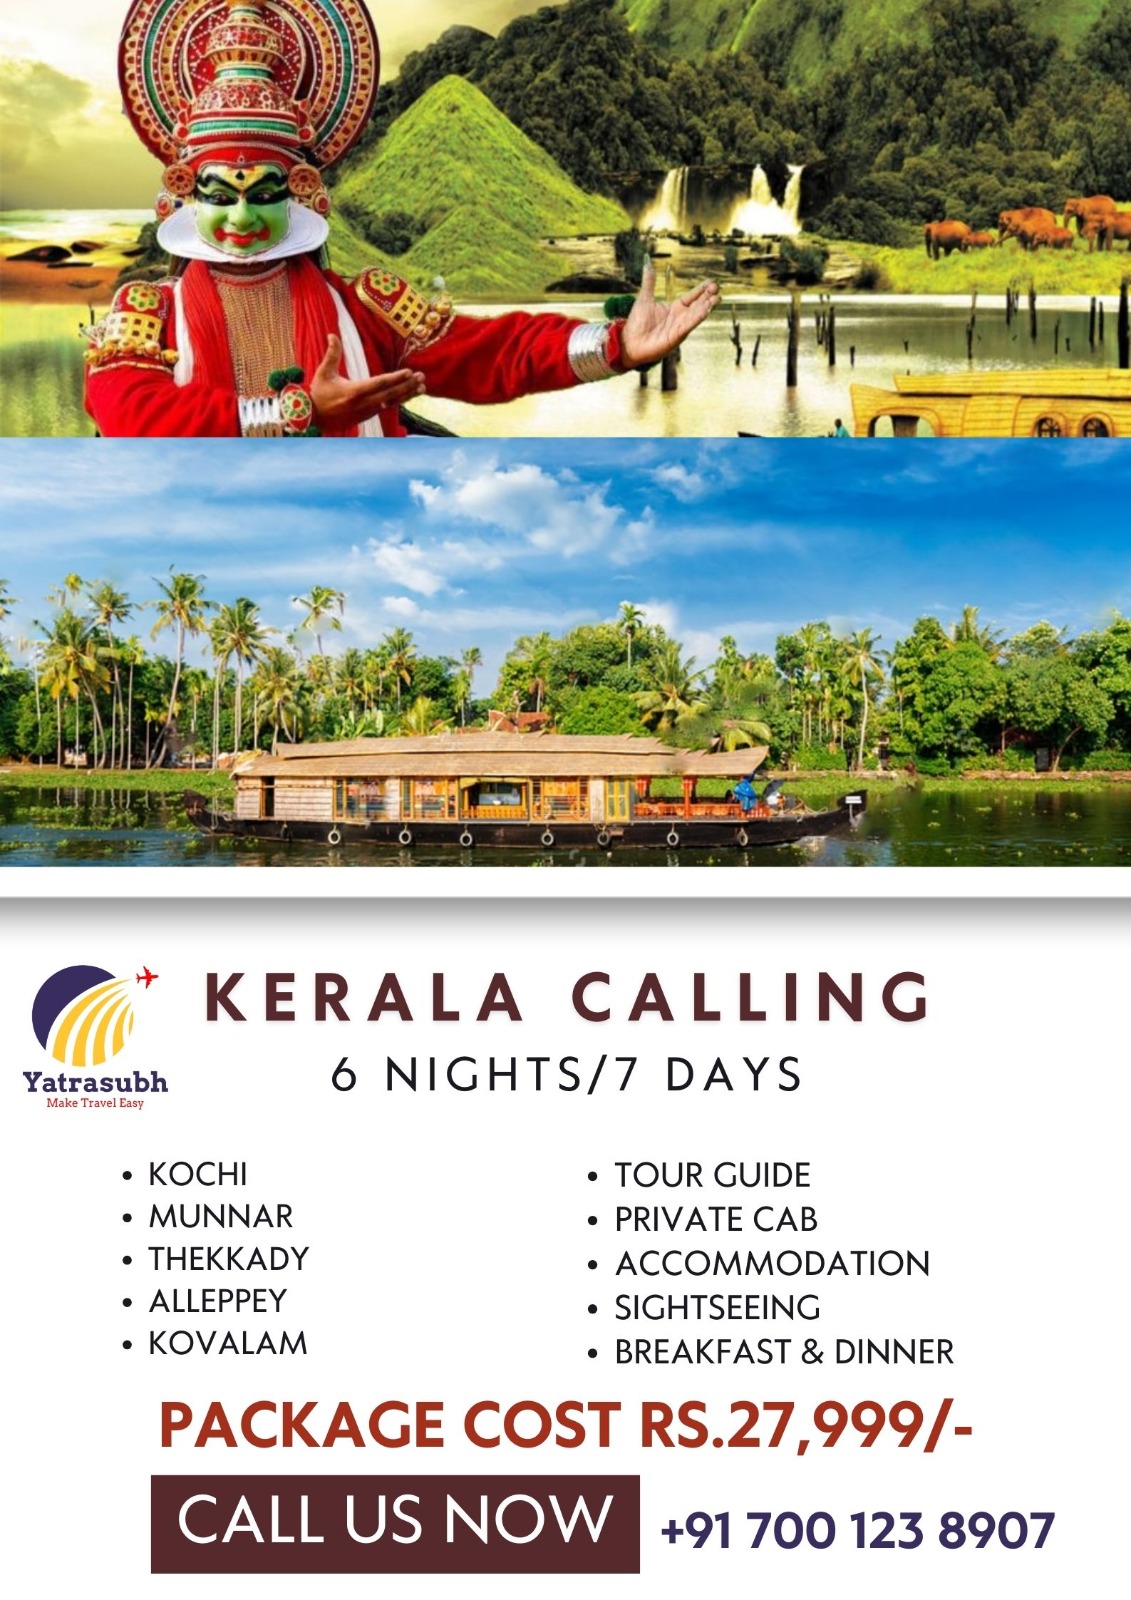 KERALA CALLING
6 NIGHTS/7 DAYS
Yatrasubh
Make Travel Easy
• KOCHI
• MUNNAR
• THEKKADY
• ALLEPPEY
• KOVALAM
• TOUR GUIDE
• PRIVATE CAB
• ACCOMMODATION
• SIGHTSEEING
• BREAKFAST & DINNER
PACKAGE COST RS.27,999/-
CALL US NOW
+91 700 123 8907